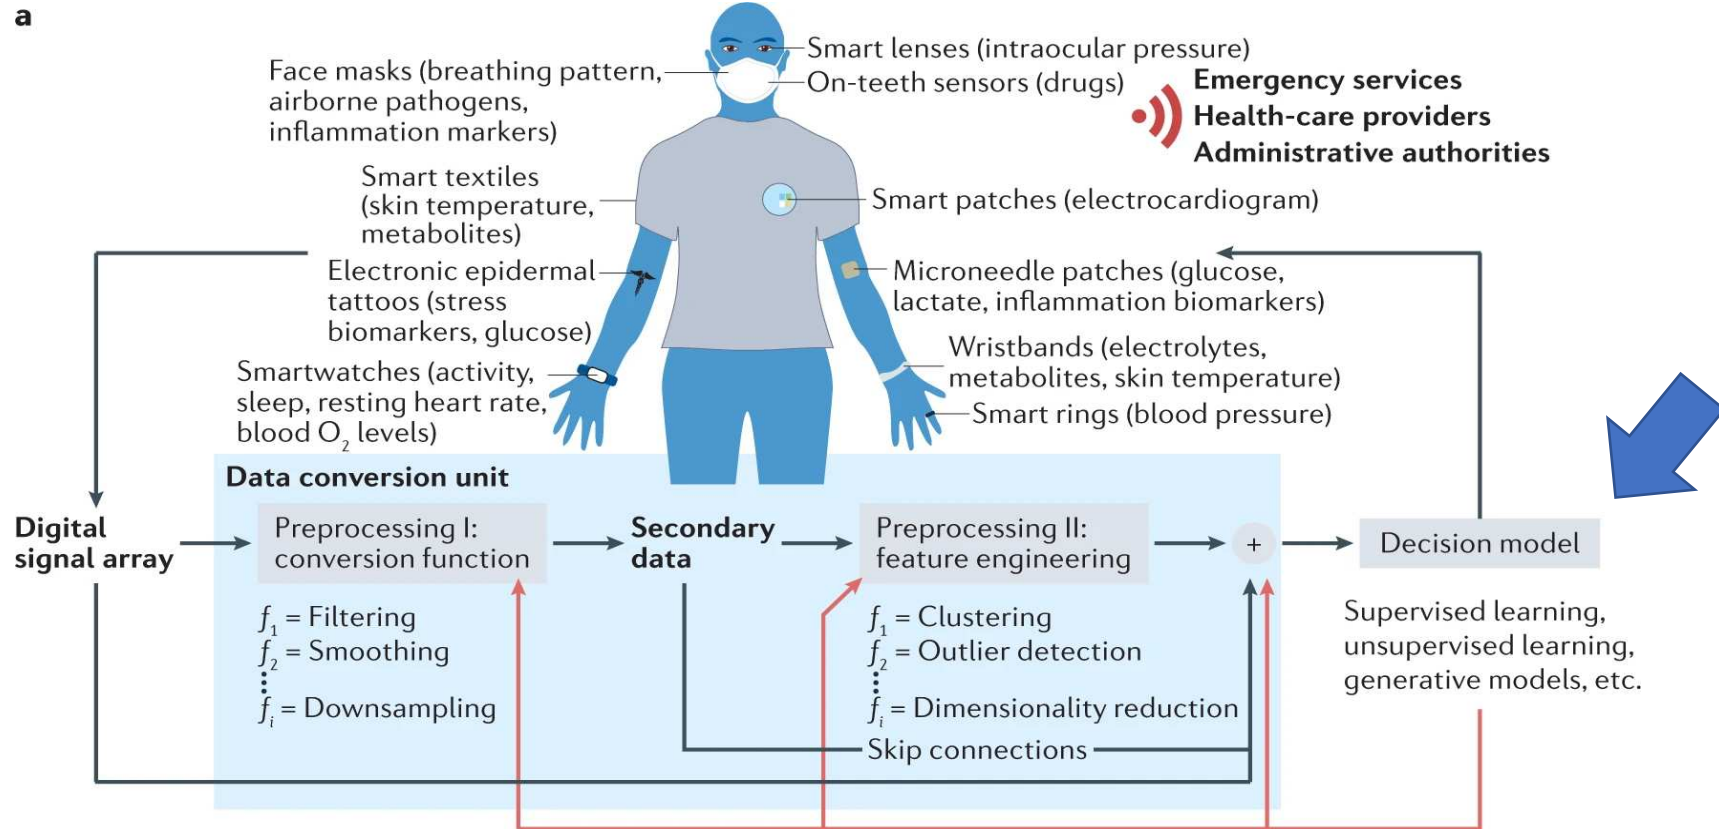 a
Smart lenses (intraocular pressure)
Face masks (breathing pattern,
airborne pathogens,
inflammation markers)
On-teeth sensors (drugs)
Emergency services
Health-care providers
Administrative authorities
Smart textiles
(skin temperature,
metabolites)
Smart patches (electrocardiogram)
Electronic epidermal
tattoos (stress
biomarkers, glucose)
Microneedle patches (glucose,
lactate, inflammation biomarkers)
Smartwatches (activity,
sleep, resting heart rate,
blood O₂ levels)
Wristbands (electrolytes,
metabolites, skin temperature)
Smart rings (blood pressure)
Data conversion unit
Digital
signal array
Preprocessing I:
conversion function
Secondary
data
Preprocessing II:
feature engineering
+
Decision model
f₁ = Filtering
f₂ = Smoothing
⋮
fᵢ = Downsampling
f₁ = Clustering
f₂ = Outlier detection
⋮
fᵢ = Dimensionality reduction
Skip connections
Supervised learning,
unsupervised learning,
generative models, etc.